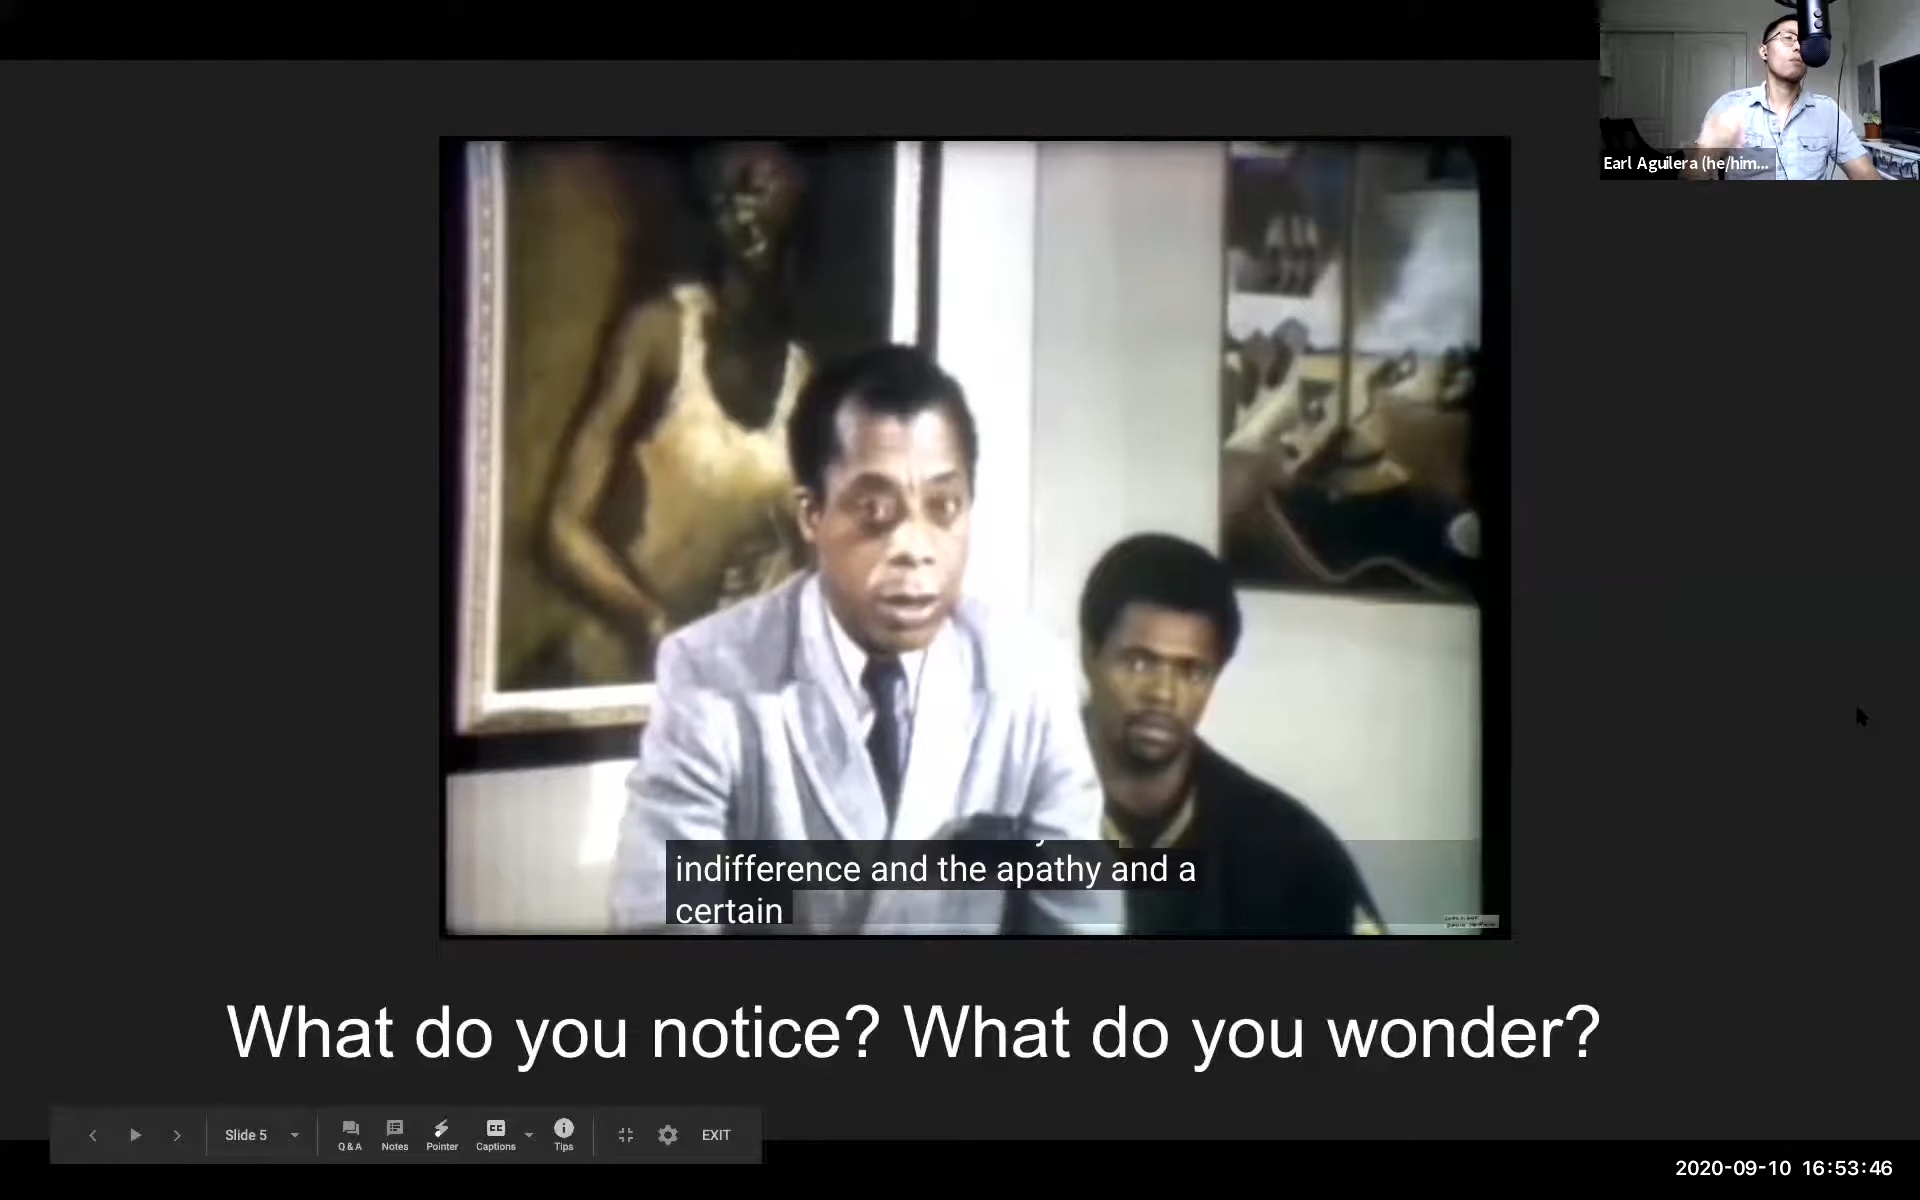 Earl Aguilera (he/him...
indifference and the apathy and a
certain
What do you notice? What do you wonder?
Slide 5
Q&A
Notes
Pointer
Captions
Tips
EXIT
2020-09-10 16:53:46